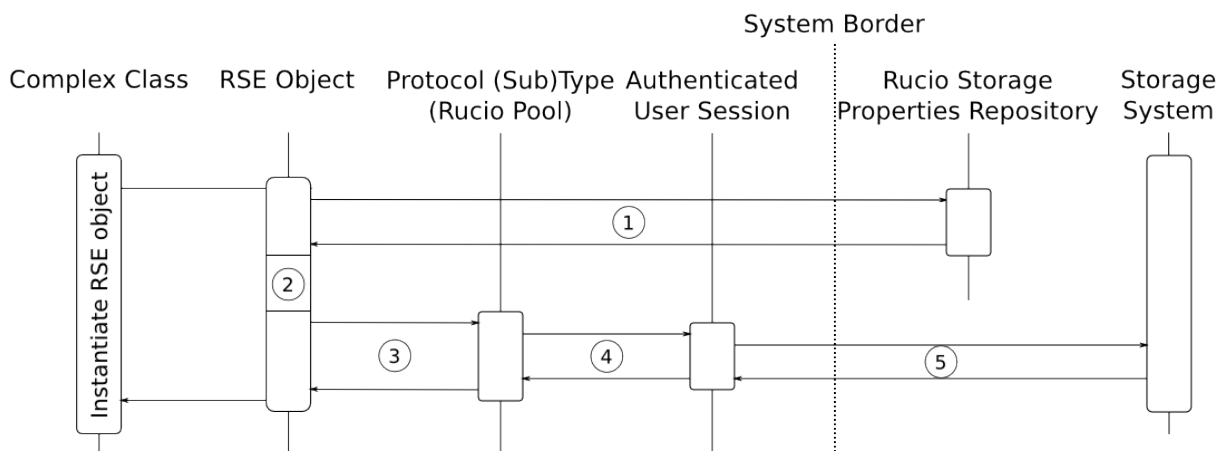 System Border
Complex Class
RSE Object
Protocol (Sub)Type
(Rucio Pool)
Authenticated
User Session
Rucio Storage
Properties Repository
Storage
System
Instantiate RSE object
1
2
3
4
5